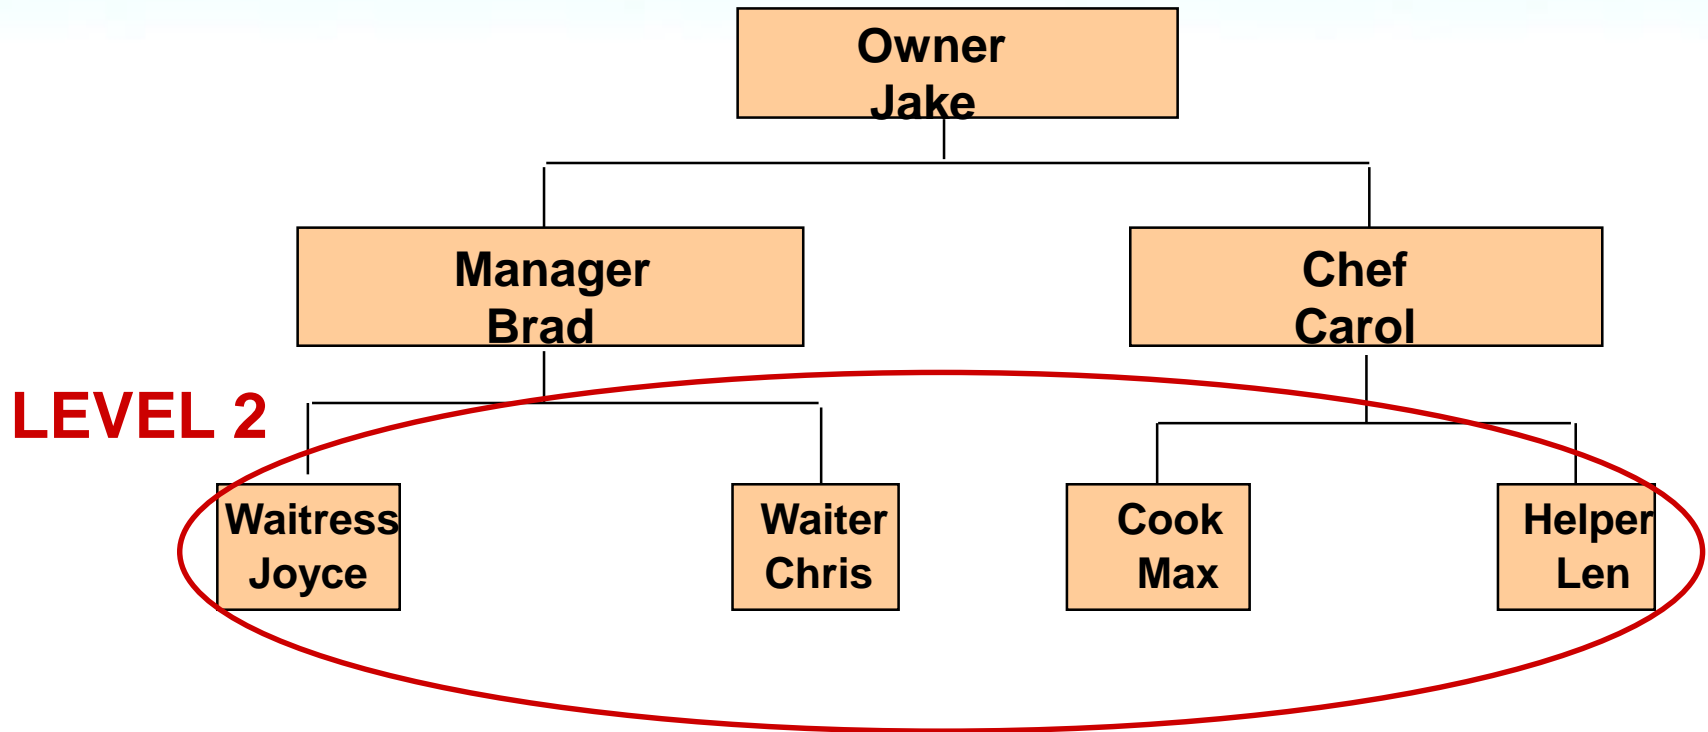 Owner
Jake
Manager
Brad
Chef
Carol
LEVEL 2
Waitress
Joyce
Waiter
Chris
Cook
Max
Helper
Len